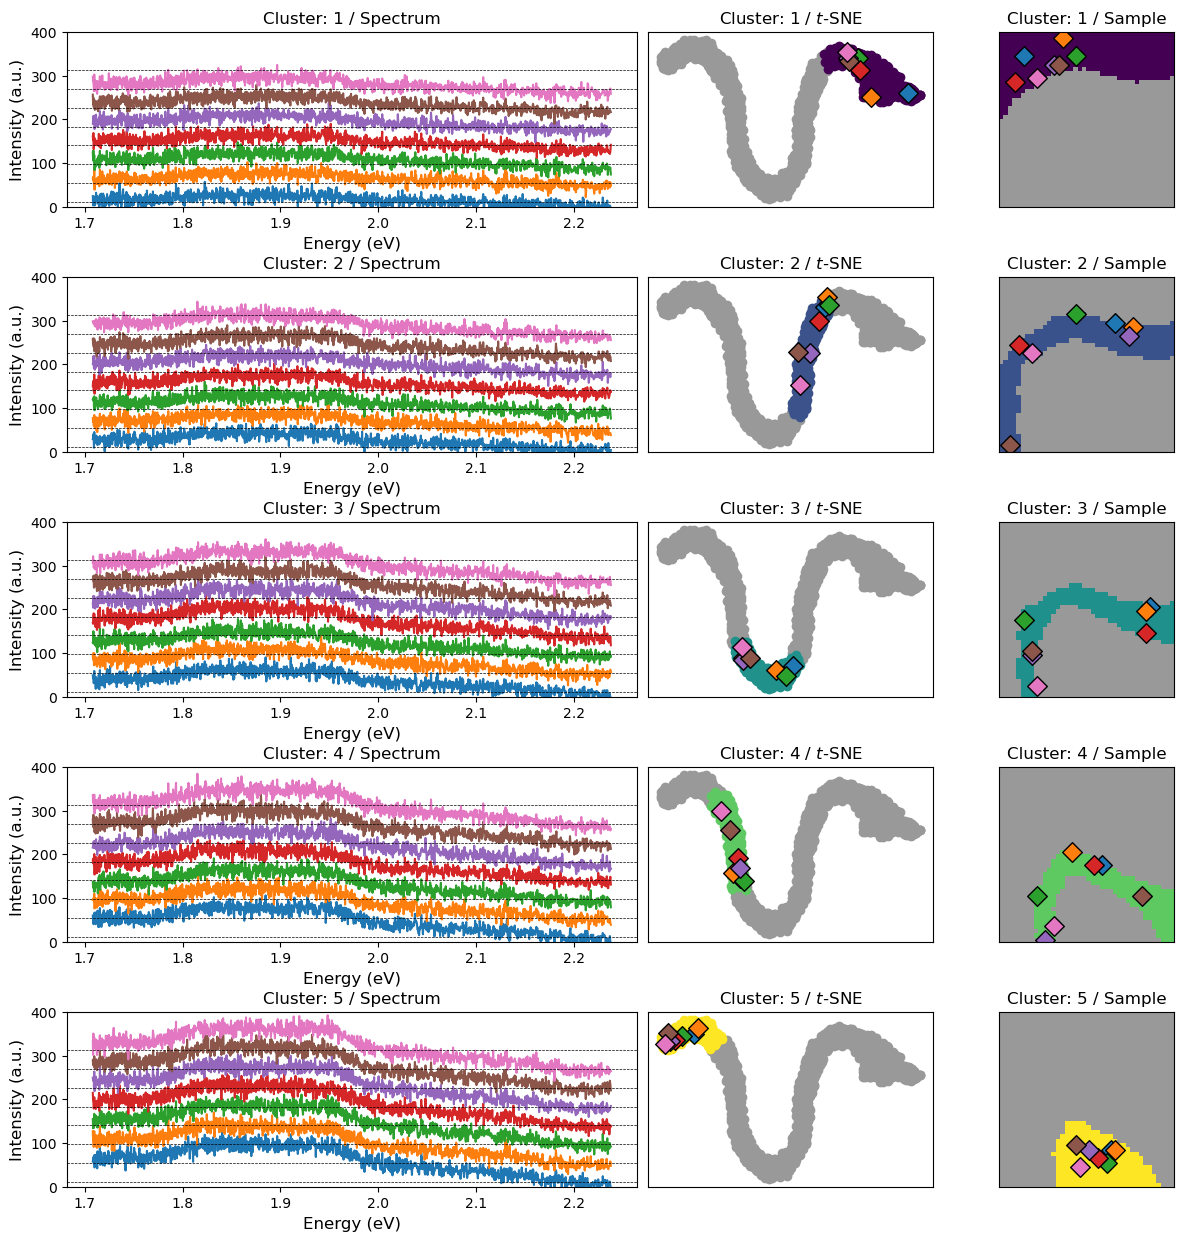 Cluster: 1 / Spectrum
Cluster: 1 / t-SNE
Cluster: 1 / Sample
Intensity (a.u.)
400
300
200
100
0
1.7 1.8 1.9 2.0 2.1 2.2
Energy (eV)
Cluster: 2 / Spectrum
Cluster: 2 / t-SNE
Cluster: 2 / Sample
Intensity (a.u.)
400
300
200
100
0
1.7 1.8 1.9 2.0 2.1 2.2
Energy (eV)
Cluster: 3 / Spectrum
Cluster: 3 / t-SNE
Cluster: 3 / Sample
Intensity (a.u.)
400
300
200
100
0
1.7 1.8 1.9 2.0 2.1 2.2
Energy (eV)
Cluster: 4 / Spectrum
Cluster: 4 / t-SNE
Cluster: 4 / Sample
Intensity (a.u.)
400
300
200
100
0
1.7 1.8 1.9 2.0 2.1 2.2
Energy (eV)
Cluster: 5 / Spectrum
Cluster: 5 / t-SNE
Cluster: 5 / Sample
Intensity (a.u.)
400
300
200
100
0
1.7 1.8 1.9 2.0 2.1 2.2
Energy (eV)